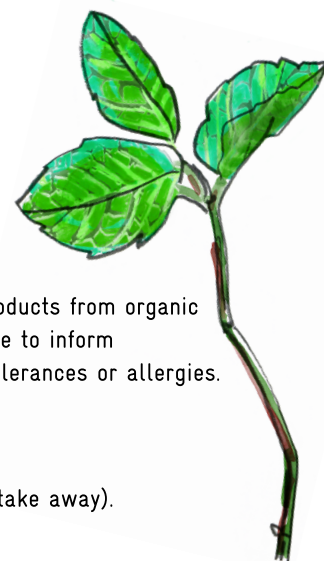 oducts from organic
e to inform
lerances or allergies.
take away).